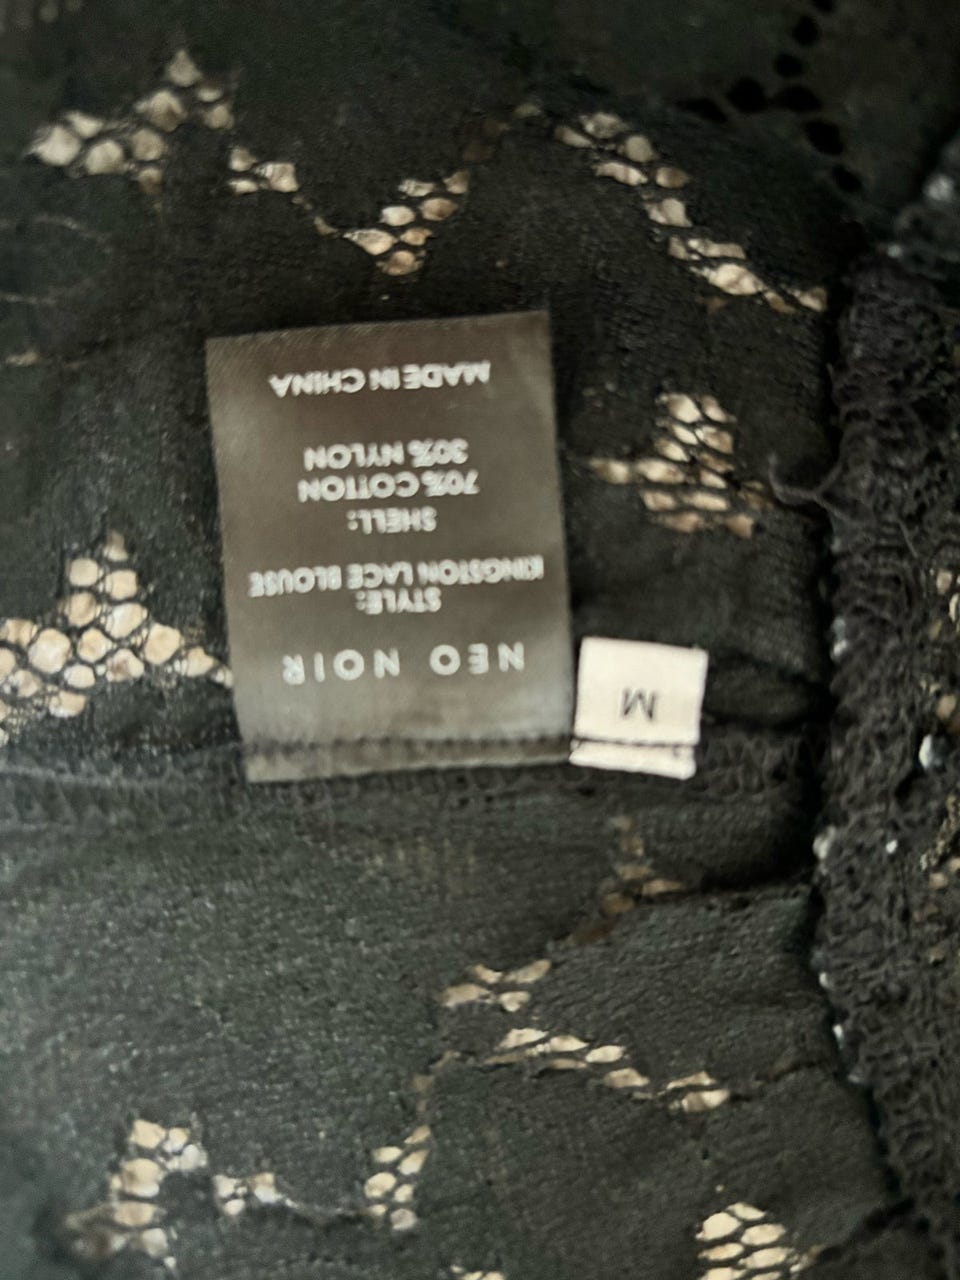 NEO NOIR
STYLE:
KINGSTON LACE BLOUSE
SHELL:
70% COTTON
30% NYLON
MADE IN CHINA
M